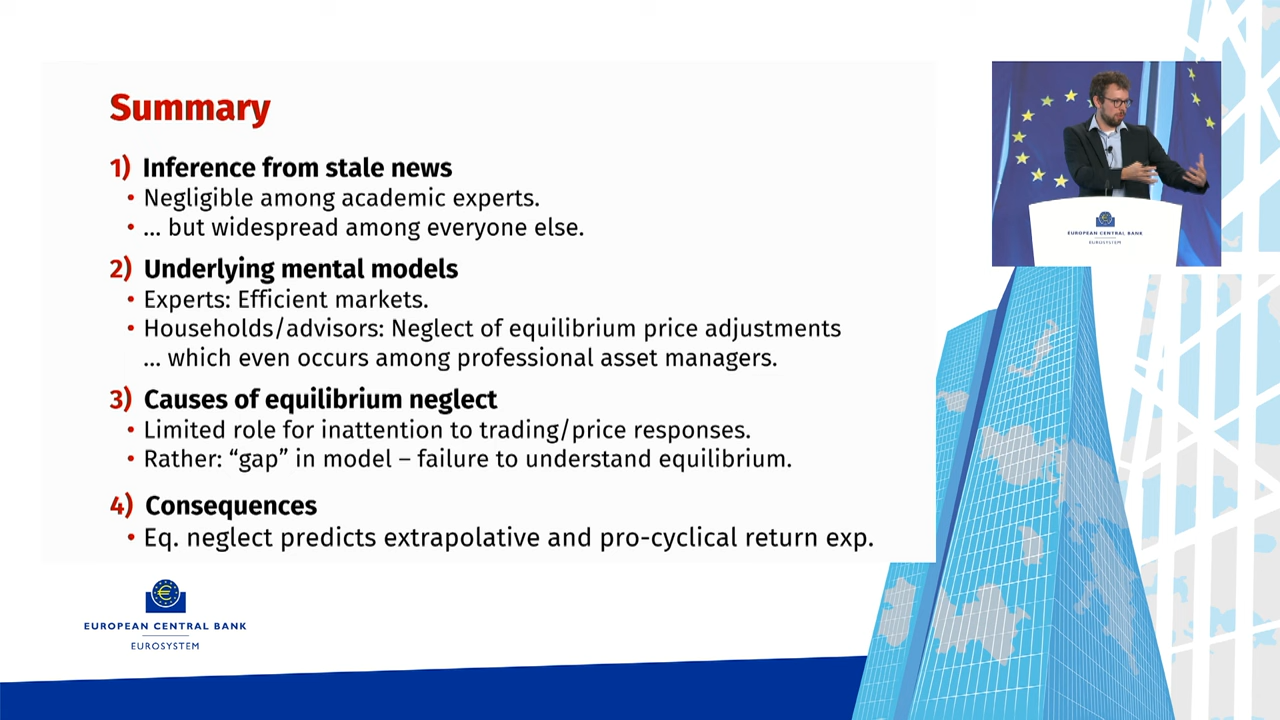 Summary
1) Inference from stale news
• Negligible among academic experts.
• ... but widespread among everyone else.
2) Underlying mental models
• Experts: Efficient markets.
• Households/advisors: Neglect of equilibrium price adjustments
... which even occurs among professional asset managers.
3) Causes of equilibrium neglect
• Limited role for inattention to trading/price responses.
• Rather: “gap” in model – failure to understand equilibrium.
4) Consequences
• Eq. neglect predicts extrapolative and pro-cyclical return exp.
EUROPEAN CENTRAL BANK
EUROSYSTEM
EUROPEAN CENTRAL BANK
EUROSYSTEM